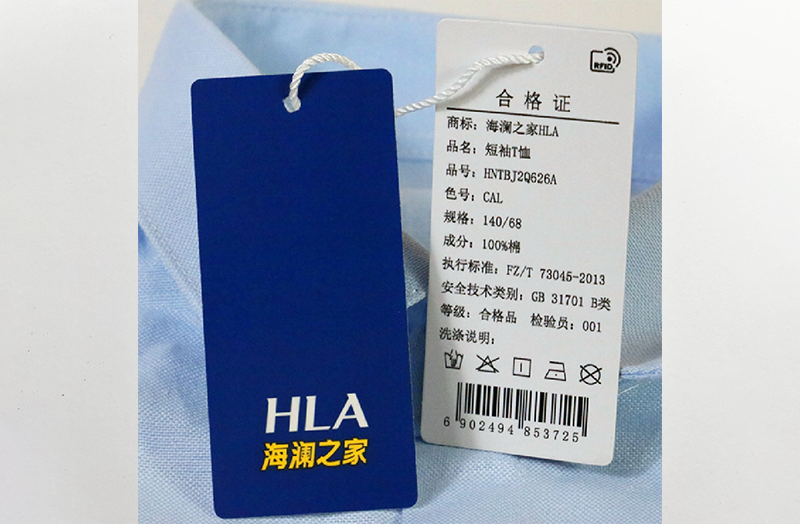 HLA
海澜之家
RFID
合格证
商标：海澜之家HLA
品名：短袖T恤
品号：HNTBJ2Q626A
色号：CAL
规格：140/68
成分：100%棉
执行标准：FZ/T 73045-2013
安全技术类别：GB 31701 B类
等级：合格品 检验员：001
洗涤说明：
6 902494 853725